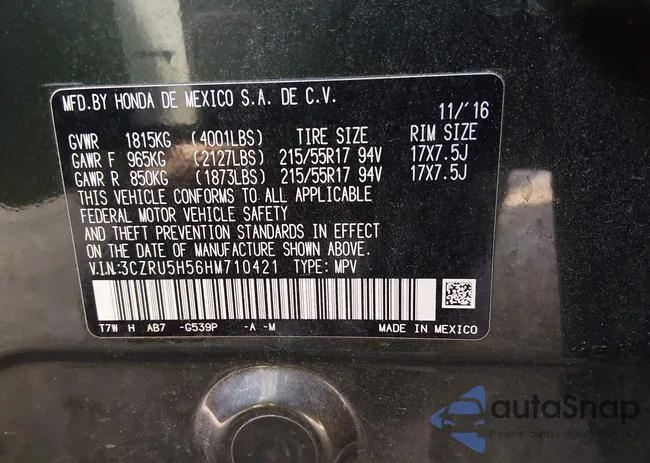 MFD.BY HONDA DE MEXICO S.A. DE C.V.
11/'16
GVWR 1815KG (4001LBS) TIRE SIZE RIM SIZE
GAWR F 965KG (2127LBS) 215/55R17 94V 17X7.5J
GAWR R 850KG (1873LBS) 215/55R17 94V 17X7.5J
THIS VEHICLE CONFORMS TO ALL APPLICABLE
FEDERAL MOTOR VEHICLE SAFETY
AND THEFT PREVENTION STANDARDS IN EFFECT
ON THE DATE OF MANUFACTURE SHOWN ABOVE.
V.I.N:3CZRU5H56HM710421 TYPE: MPV
T7W H AB7 -G539P -A -M MADE IN MEXICO
autoSnap
Pewne auto z